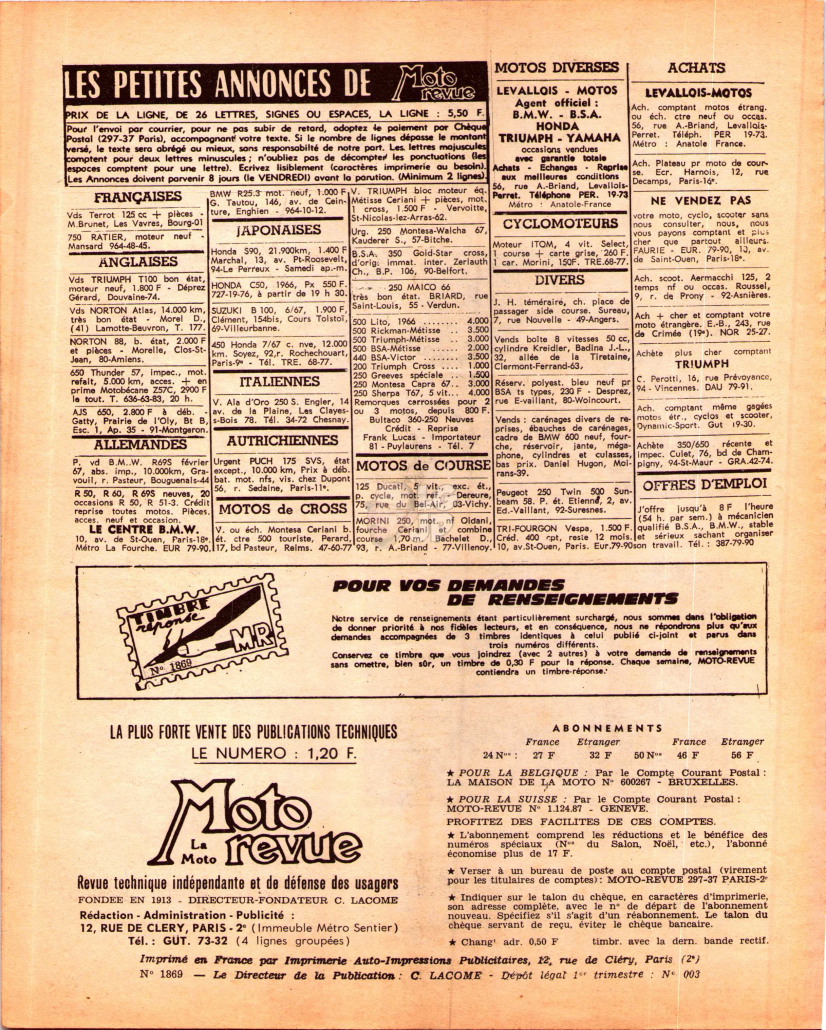 LES PETITES ANNONCES DE Moto revue
PRIX DE LA LIGNE, DE 26 LETTRES, SIGNES OU ESPACES, LA LIGNE : 5,50 F.
Pour l'envoi par courrier, pour ne pas subir de retard, adoptez le paiement par Chèque
Postal (297-37 Paris), accompagnant votre texte. Si le nombre de lignes dépasse le montant
versé, le texte sera abrégé au mieux, sans responsabilté de notre part. Les lettres majuscules
comptent pour deux lettres minuscules ; n'oubliez pas de décompter les ponctuations (les
espaces comptent pour une lettre). Ecrivez lisiblement (caractères imprimerie ou besoin).
Les Annonces doivent parvenir 8 jours (le VENDREDI) avant la parution. (Minimum 2 lignes).
FRANÇAISES
Vds Terrot 125 cc + pièces -
M.Brunet, Les Vavres, Bourg-01
750 RATIER, moteur neuf -
Mansard 964-48-45.
ANGLAISES
Vds TRIUMPH T100 bon état,
moteur neuf, 1.800 F - Déprez
Gérard, Douvaine-74.
Vds NORTON Atlas, 14.000 km,
très bon état - Morel D.,
(41) Lamotte-Beuvron, T. 177.
NORTON 88, b. état, 2.000 F
et pièces - Morelle, Clos-St-
Jean, 80-Amiens.
650 Thunder 57, impec., mot.
refait, 5.000 km, acces. + en
prime Motobécane Z57C, 2900 F
le tout. T. 636-63-83, 20 h.
AJS 650, 2.800 F à déb. -
Gatty, Prairie de l'Oly, Bt B,
Esc. 1, Ap. 35 - 91-Montgeron.
ALLEMANDES
P. vd B.M.W. R69S février
67, abs. imp., 10.000km, Gra-
vouil, r. Pasteur, Bouguenais-44
R 50, R 60, R 69S neuves, 20
occasions R 50, R 51-3. Crédit
reprise toutes motos. Pièces,
acces. neuf et occasion.
LE CENTRE B.M.W.
10, av. de St-Ouen, Paris-18e.
Métro La Fourche. EUR 79-90.
BMW R25.3 mot. neuf, 1.000 F
G. Tautou, 146, av. de Cein-
ture, Enghien - 964-10-12.
JAPONAISES
Honda S90, 21.900km, 1.400 F
Marchal, 13, av. Pt-Roosevelt,
94-Le Perreux - Samedi ap.-m.
HONDA C50, 1966, Px 550 F.
727-19-76, à partir de 19 h 30.
SUZUKI B 100, 6/67, 1.900 F,
Clément, 154bis, Cours Tolstoï,
69-Villeurbanne.
450 Honda 7/67 c. nve, 12.000
km. Soyez, 92,r. Rochechouart,
Paris-9e - Tél. TRE. 68-77.
ITALIENNES
V. Ala d'Oro 250 S. Engler, 14
av. de la Plaine, Les Clayes-
s-Bois 78. Tél. 34-72 Chesnay.
AUTRICHIENNES
Urgent PUCH 175 SVS, état
except., 10.000 km, Prix à déb.
bat. mot. nfs, vis. chez Dupont
56, r. Sedaine, Paris-11e.
MOTOS de CROSS
V. ou éch. Montesa Ceriani b.
ét. ctre 500 touriste, Perard,
17, bd Pasteur, Reims. 47-60-77
V. TRIUMPH bloc moteur éq.
Métisse Ceriani + pièces, mot.
1 cross, 1.500 F - Vervoitte,
St-Nicolas-lez-Arras-62.
Urg. 250 Montesa-Walcha 67,
Kauderer S., 57-Bitche.
B.S.A. 350 Gold-Star cross,
d'orig: immat. inter. Zerlauth
Ch., B.P. 106, 90-Belfort.
250 MAICO 66
très bon état. BRIARD, rue
Saint-Louis, 55 - Verdun.
500 Lito, 1966 ........ 4.000
500 Rickman-Métisse ... 3.500
500 Triumph-Métisse ... 3.000
500 BSA-Métisse ....... 2.000
440 BSA-Victor ........ 3.500
200 Triumph Cross .... 1.000
250 Greeves spéciale .. 1.500
250 Montesa Capra 67.. 3.000
250 Sherpa T67, 5 vit... 4.000
Remorques carrossées pour 2
ou 3 motos, depuis 800 F.
Bultaco 360-250 Neuves
Crédit - Reprise
Frank Lucas - Importateur
81 - Puylaurens - Tél. 7
MOTOS de COURSE
125 Ducati, 5 vit., exc. ét.,
p. cycle, mot. ref. - Dereure,
75, rue du Bel-Air, 03-Vichy.
MORINI 250, mot. nf Oldani,
fourche Ceriani et combine
course 1,70 m. Bachelet D.,
93, r. A.-Briand - 77-Villenoy.
MOTOS DIVERSES
LEVALLOIS - MOTOS
Agent officiel :
B.M.W. - B.S.A.
HONDA
TRIUMPH - YAMAHA
occasions vendues
avec garantie totale
Achats - Echanges - Reprise
aux meilleures conditions
56, rue A.-Briand, Levallois-
Perret. Téléphone PER. 19-73
Métro : Anatole-France
CYCLOMOTEURS
Moteur ITOM, 4 vit. Select,
1 course + carte grise, 260 F.
1 car. Morini, 150F. TRE.68-77.
DIVERS
J. H. téméraire, ch. place de
passager side course. Sureau,
7, rue Nouvelle - 49-Angers.
Vends boîte 8 vitesses 50 cc,
cylindre Kreidler, Badina J.-L.,
32, allée de la Tiretaine,
Clermont-Ferrand-63,
Réserv. polyest. bleu neuf pr
BSA ts types, 230 F - Desprez,
rue E-vaillant, 80-Woincourt.
Vends : carénages divers de re-
prises, ébauches de carénages,
cadre de BMW 600 neuf, four-
che, réservoir, jante, méga-
phone, cylindres et culasses,
bas prix. Daniel Hugon, Moi-
rans-39.
Peugeot 250 Twin 500 Sun-
beam 58. P. ét. Etienne, 2, av.
Ed.-Vaillant, 92-Suresnes.
TRI-FOURGON Vespa, 1.500 F.
Créd. 400 cpt, reste 12 mois.
10, av.St-Ouen, Paris. Eur.79-90
ACHATS
LEVALLOIS-MOTOS
Ach. comptant motos étrang.
ou éch. ctre neuf ou occas.
56, rue A.-Briand, Levallois-
Perret. Téléph. PER 19-73.
Métro : Anatole France.
Ach. Plateau pr moto de cour-
se. Ecr. Harnois, 12, rue
Decamps, Paris-16e.
NE VENDEZ PAS
votre moto, cyclo, scooter sans
nous consulter, nous, nous
vous payons comptant et plus
cher que partout ailleurs.
FAURIE - EUR. 79-90, 10, av.
de Saint-Ouen, Paris-18e.
Ach. scoot. Aermacchi 125, 2
temps nf ou occas. Roussel,
9, r. de Prony - 92-Asnières.
Ach + cher et comptant votre
moto étrangère. E.-B., 243, rue
de Crimée (19e). NOR 25-27.
Achète plus cher comptant
TRIUMPH
C. Perotti, 16, rue Prévoyance,
94 - Vincennes. DAU 79-91.
Ach. comptant même gagées
motos étr., cyclos et scooter,
Dynamic-Sport. Gut 19-30.
Achète 350/650 récente et
impec. Culet, 76, bd de Cham-
pigny, 94-St-Maur - GRA.42-74.
OFFRES D'EMPLOI
J'offre jusqu'à 8 F l'heure
(54 h. par sem.) à mécanicien
qualifié B.S.A., B.M.W., stable
et sérieux sachant organiser
son travail. Tél. : 387-79-90
TIMBRE
réponse
MR
No. 1869
POUR VOS DEMANDES
DE RENSEIGNEMENTS
Notre service de renseignements étant particulièrement surchargé, nous sommes dans l'obligation
de donner priorité à nos fidèles lecteurs, et en conséquence, nous ne répondrons plus qu'aux
demandes accompagnées de 3 timbres identiques à celui publié ci-joint et parus dans
trois numéros différents.
Conservez ce timbre que vous joindrez (avec 2 autres) à votre demande de renseignements
sans omettre, bien sûr, un timbre de 0,30 F pour la réponse. Chaque semaine, MOTO-REVUE
contiendra un timbre-réponse.
LA PLUS FORTE VENTE DES PUBLICATIONS TECHNIQUES
LE NUMERO : 1,20 F.
Moto
La Moto revue
Revue technique indépendante et de défense des usagers
FONDEE EN 1913 - DIRECTEUR-FONDATEUR C. LACOME
Rédaction - Administration - Publicité :
12, RUE DE CLERY, PARIS - 2e (Immeuble Métro Sentier)
Tél. : GUT. 73-32 (4 lignes groupées)
ABONNEMENTS
France Etranger France Etranger
24 Nos : 27 F 32 F 50 Nos 46 F 56 F
★ POUR LA BELGIQUE : Par le Compte Courant Postal :
LA MAISON DE LA MOTO No 600267 - BRUXELLES.
★ POUR LA SUISSE : Par le Compte Courant Postal :
MOTO-REVUE No 1.124.87 - GENEVE.
PROFITEZ DES FACILITES DE CES COMPTES.
★ L'abonnement comprend les réductions et le bénéfice des
numéros spéciaux (Nos du Salon, Noël, etc.), l'abonné
économise plus de 17 F.
★ Verser à un bureau de poste au compte postal (virement
pour les titulaires de comptes) : MOTO-REVUE 297-37 PARIS-2e
★ Indiquer sur le talon du chèque, en caractères d'imprimerie,
son adresse complète, avec le no de départ de l'abonnement
nouveau. Spécifiez s'il s'agit d'un réabonnement. Le talon du
chèque servant de reçu, éviter le chèque bancaire.
★ Changt adr. 0,50 F timbr. avec la dern. bande rectif.
Imprimé en France par Imprimerie Auto-Impressions Publicitaires, 12, rue de Cléry, Paris (2e)
No 1869 — Le Directeur de la Publication : C. LACOME - Dépôt légal 1er trimestre : No 003